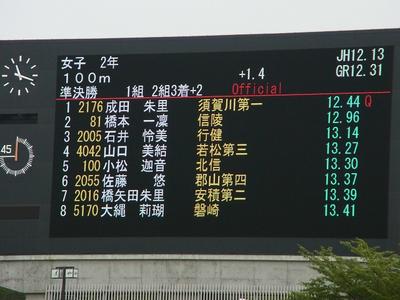 女子 2年 JH12.13
100m +1.4 GR12.31
準決勝 1組 2組3着+2 Official
1 2176 成田 朱里 須賀川第一 12.44 Q
2 81 橋本 一凜 信陵 12.96
3 2005 石井 怜美 行健 13.14
4 4042 山口 美結 若松第三 13.27
5 100 小松 迦音 北信 13.30
6 2055 佐藤 悠 郡山第四 13.37
7 2016 橋矢田朱里 安積第二 13.39
8 5170 大縄 莉瑚 磐崎 13.41
45